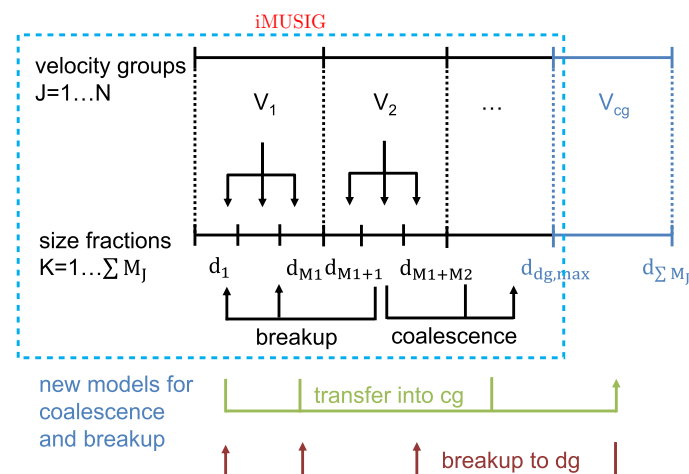 iMUSIG
velocity groups
J=1…N
V₁ V₂ … V_cg
size fractions
K=1…∑ M_J
d₁ d_M1 d_M1+1 d_M1+M2 d_dg,max d_∑ M_J
breakup coalescence
new models for
coalescence
and breakup
transfer into cg
breakup to dg